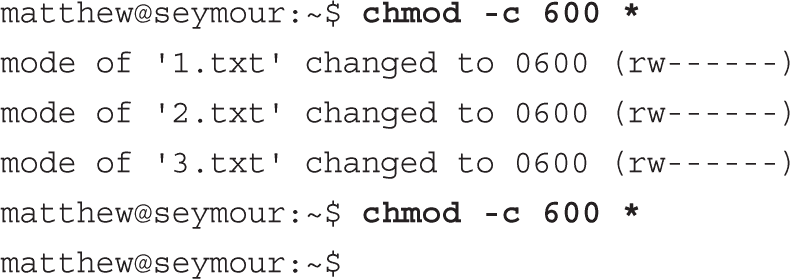 matthew@seymour:~$ chmod -c 600 *
mode of '1.txt' changed to 0600 (rw------)
mode of '2.txt' changed to 0600 (rw------)
mode of '3.txt' changed to 0600 (rw------)
matthew@seymour:~$ chmod -c 600 *
matthew@seymour:~$